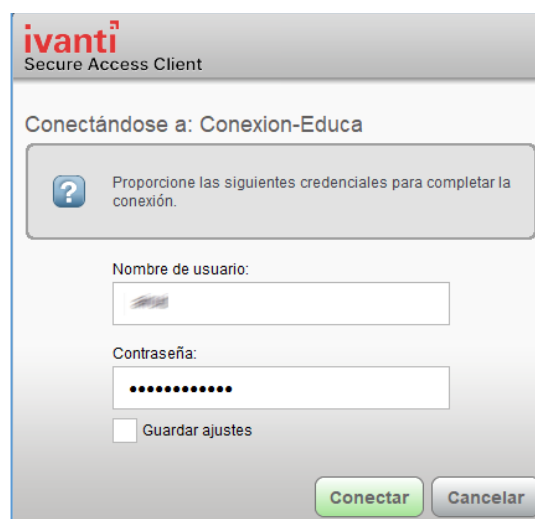 ivanti
Secure Access Client
Conectándose a: Conexion-Educa
Proporcione las siguientes credenciales para completar la
conexión.
Nombre de usuario:
Contraseña:
••••••••••••
Guardar ajustes
Conectar Cancelar